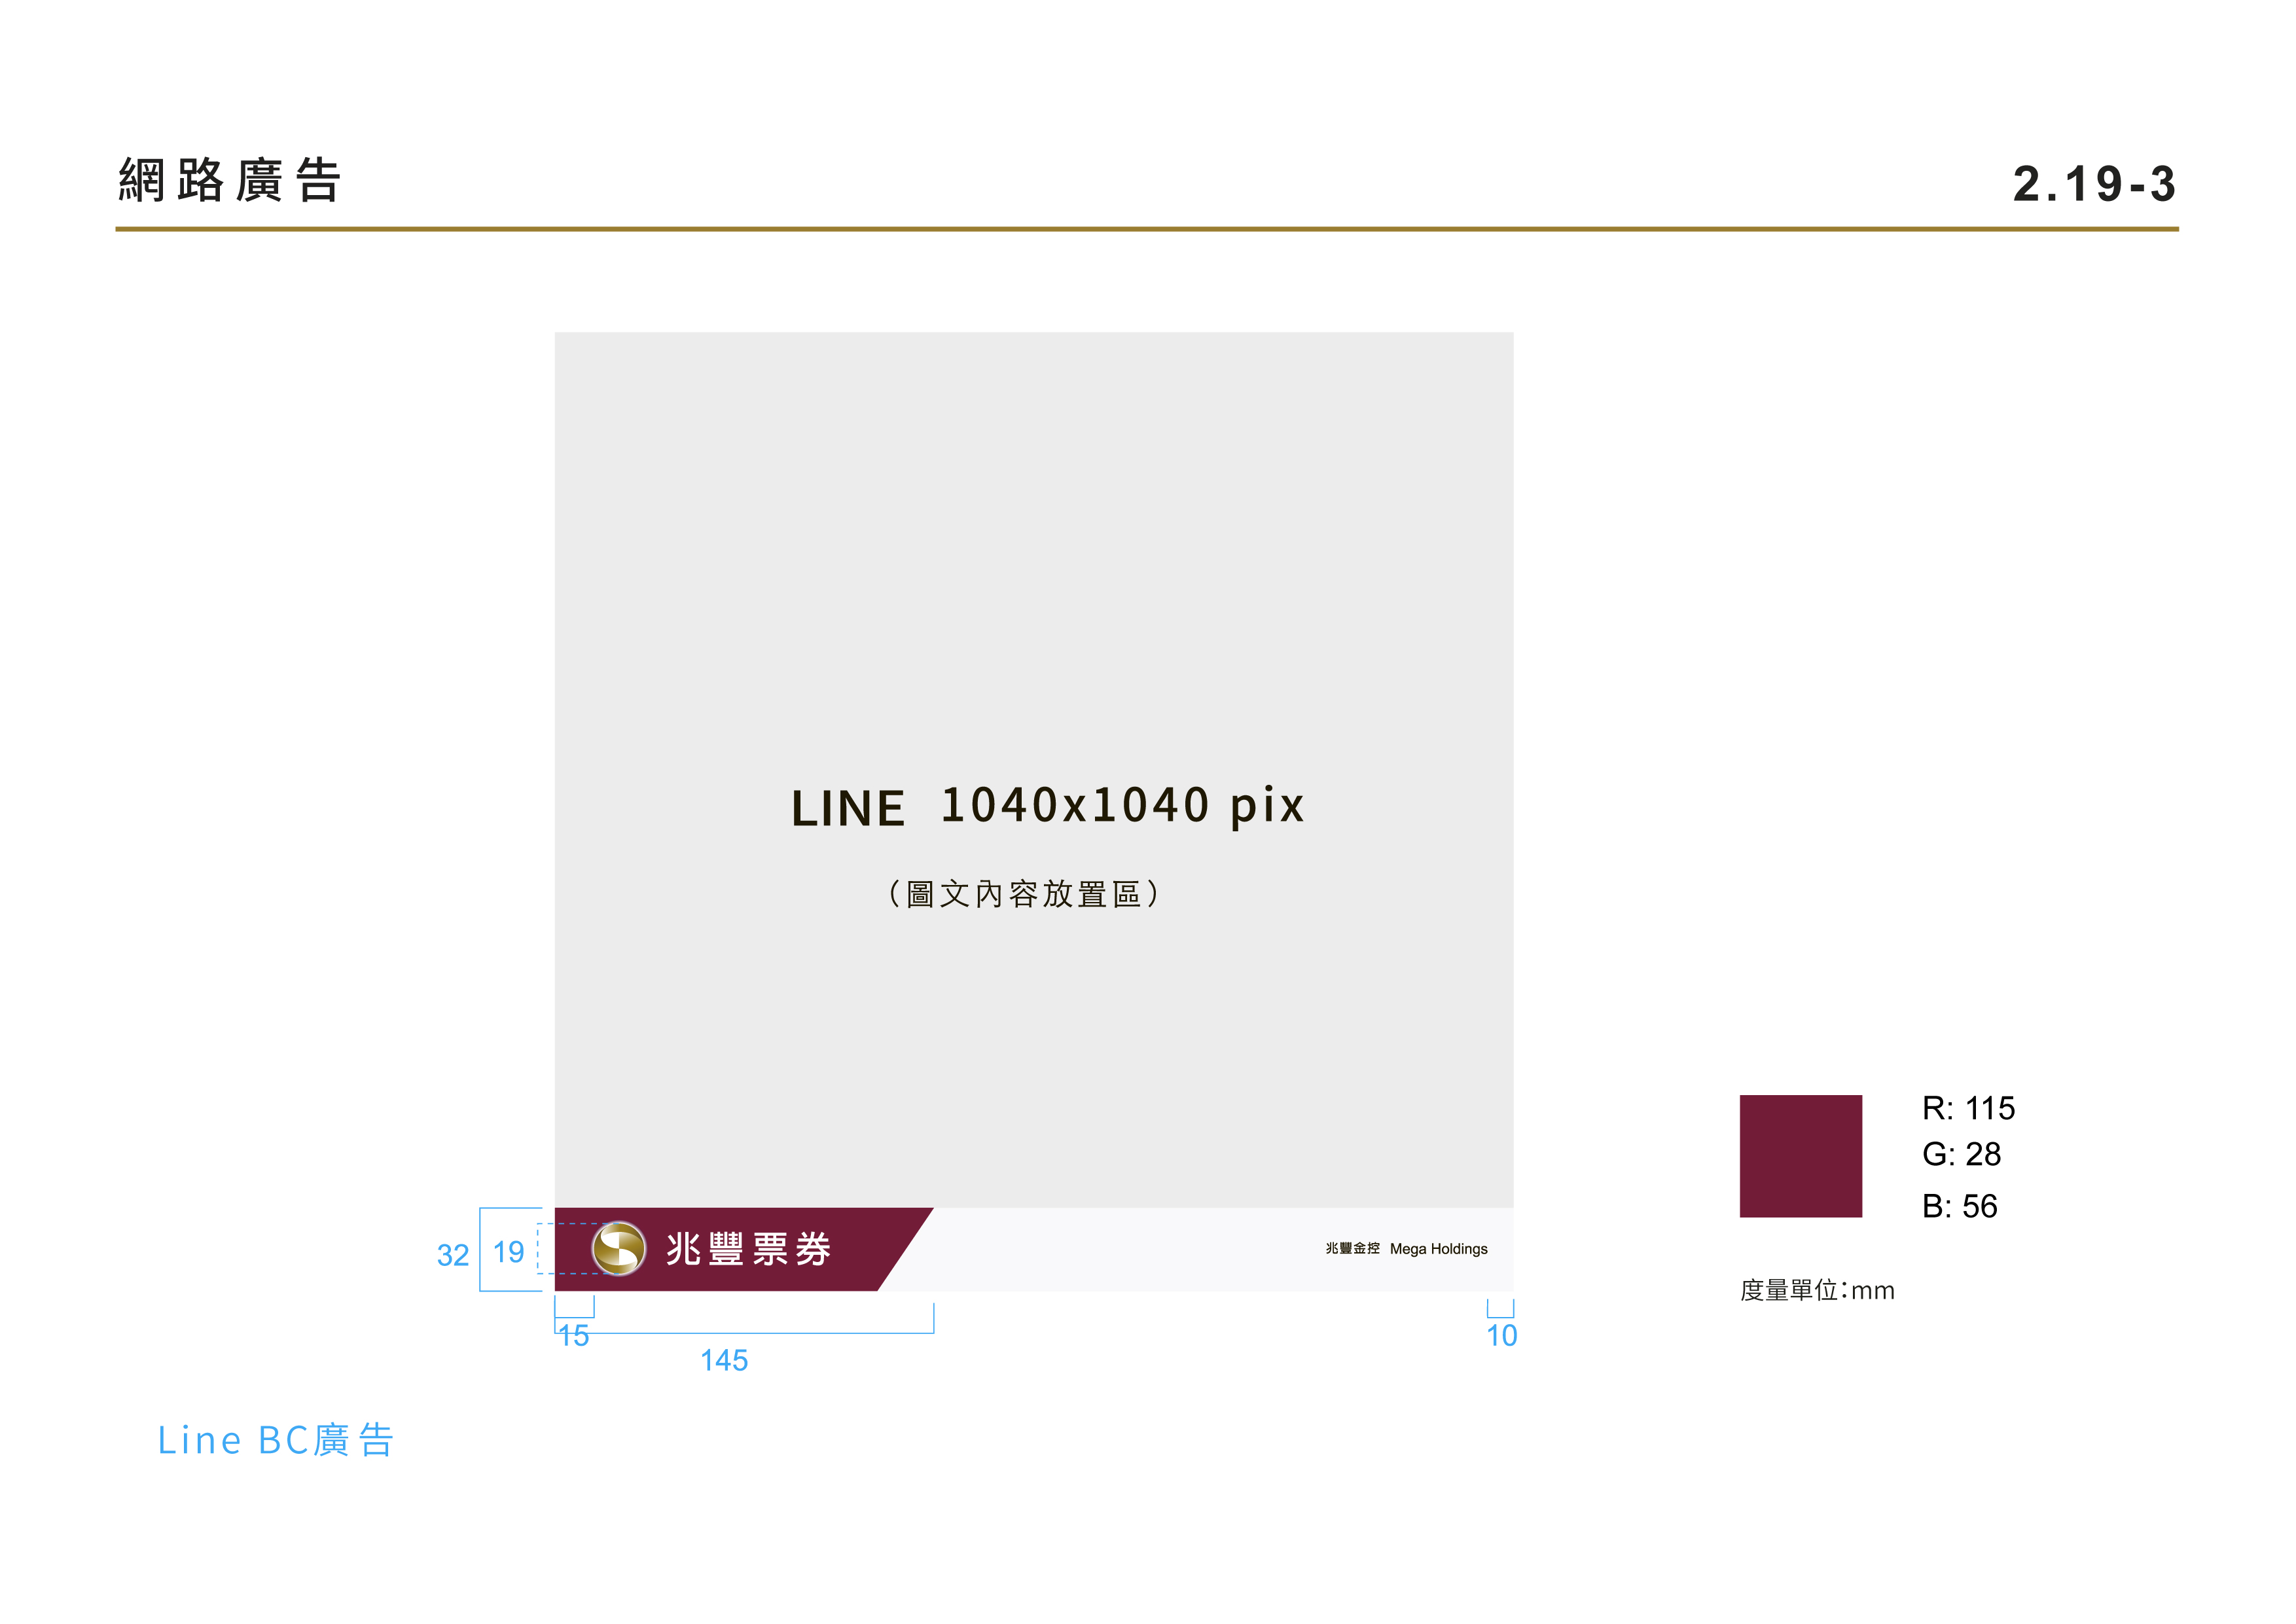 網路廣告
2.19-3
LINE 1040x1040 pix
（圖文內容放置區）
R: 115
G: 28
B: 56
32
19
兆豐票券
兆豐金控 Mega Holdings
度量單位：mm
15
10
145
Line BC廣告